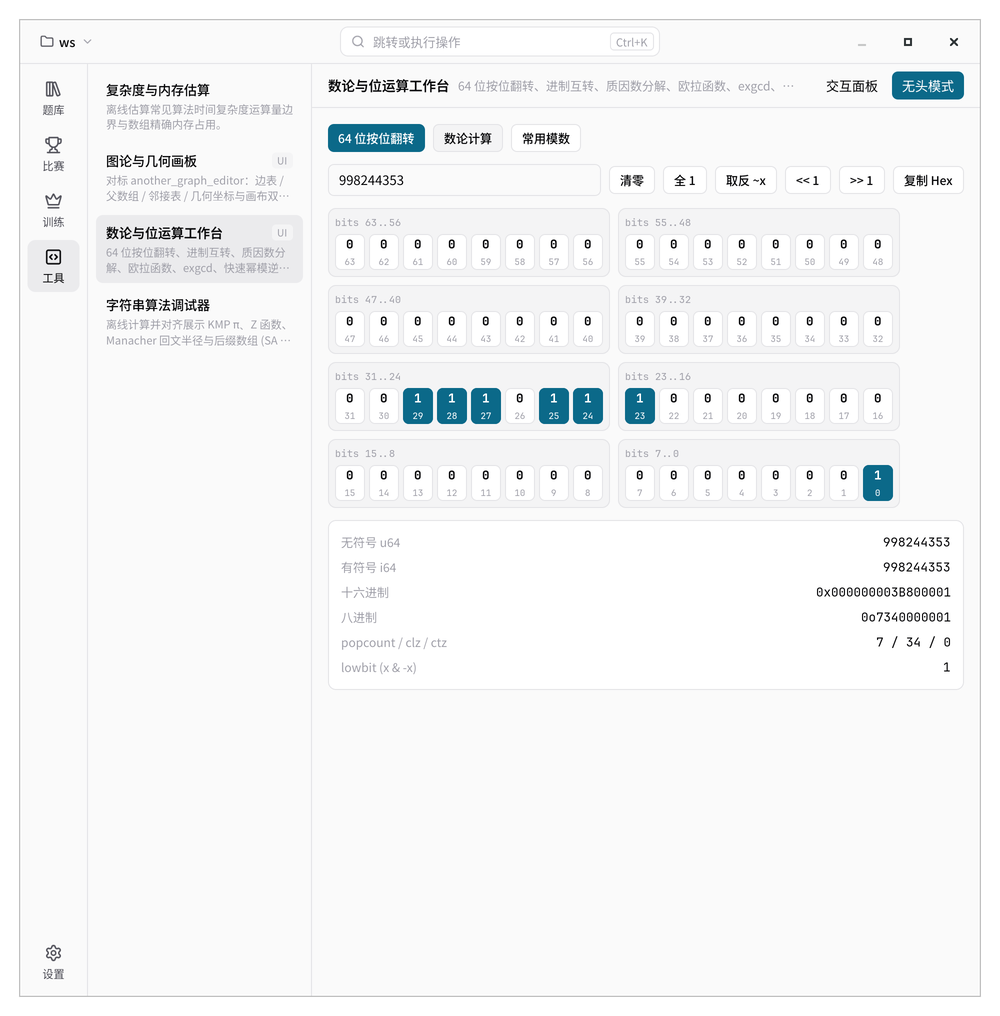 ws
跳转或执行操作
Ctrl+K
题库
比赛
训练
工具
设置
复杂度与内存估算
离线估算常见算法时间复杂度运算量边
界与数组精确内存占用。
图论与几何画板
UI
对标 another_graph_editor：边表 /
父数组 / 邻接表 / 几何坐标与画布双…
数论与位运算工作台
UI
64 位按位翻转、进制互转、质因数分
解、欧拉函数、exgcd、快速幂模逆…
字符串算法调试器
离线计算并对齐展示 KMP π、Z 函数、
Manacher 回文半径与后缀数组 (SA …
数论与位运算工作台 64 位按位翻转、进制互转、质因数分解、欧拉函数、exgcd、…
交互面板
无头模式
64 位按位翻转
数论计算
常用模数
998244353
清零
全 1
取反 ~x
<< 1
>> 1
复制 Hex
bits 63..56
0 0 0 0 0 0 0 0
63 62 61 60 59 58 57 56
bits 55..48
0 0 0 0 0 0 0 0
55 54 53 52 51 50 49 48
bits 47..40
0 0 0 0 0 0 0 0
47 46 45 44 43 42 41 40
bits 39..32
0 0 0 0 0 0 0 0
39 38 37 36 35 34 33 32
bits 31..24
0 0 1 1 1 0 1 1
31 30 29 28 27 26 25 24
bits 23..16
1 0 0 0 0 0 0 0
23 22 21 20 19 18 17 16
bits 15..8
0 0 0 0 0 0 0 0
15 14 13 12 11 10 9 8
bits 7..0
0 0 0 0 0 0 0 1
7 6 5 4 3 2 1 0
无符号 u64 998244353
有符号 i64 998244353
十六进制 0x000000003B800001
八进制 0o7340000001
popcount / clz / ctz 7 / 34 / 0
lowbit (x & -x) 1